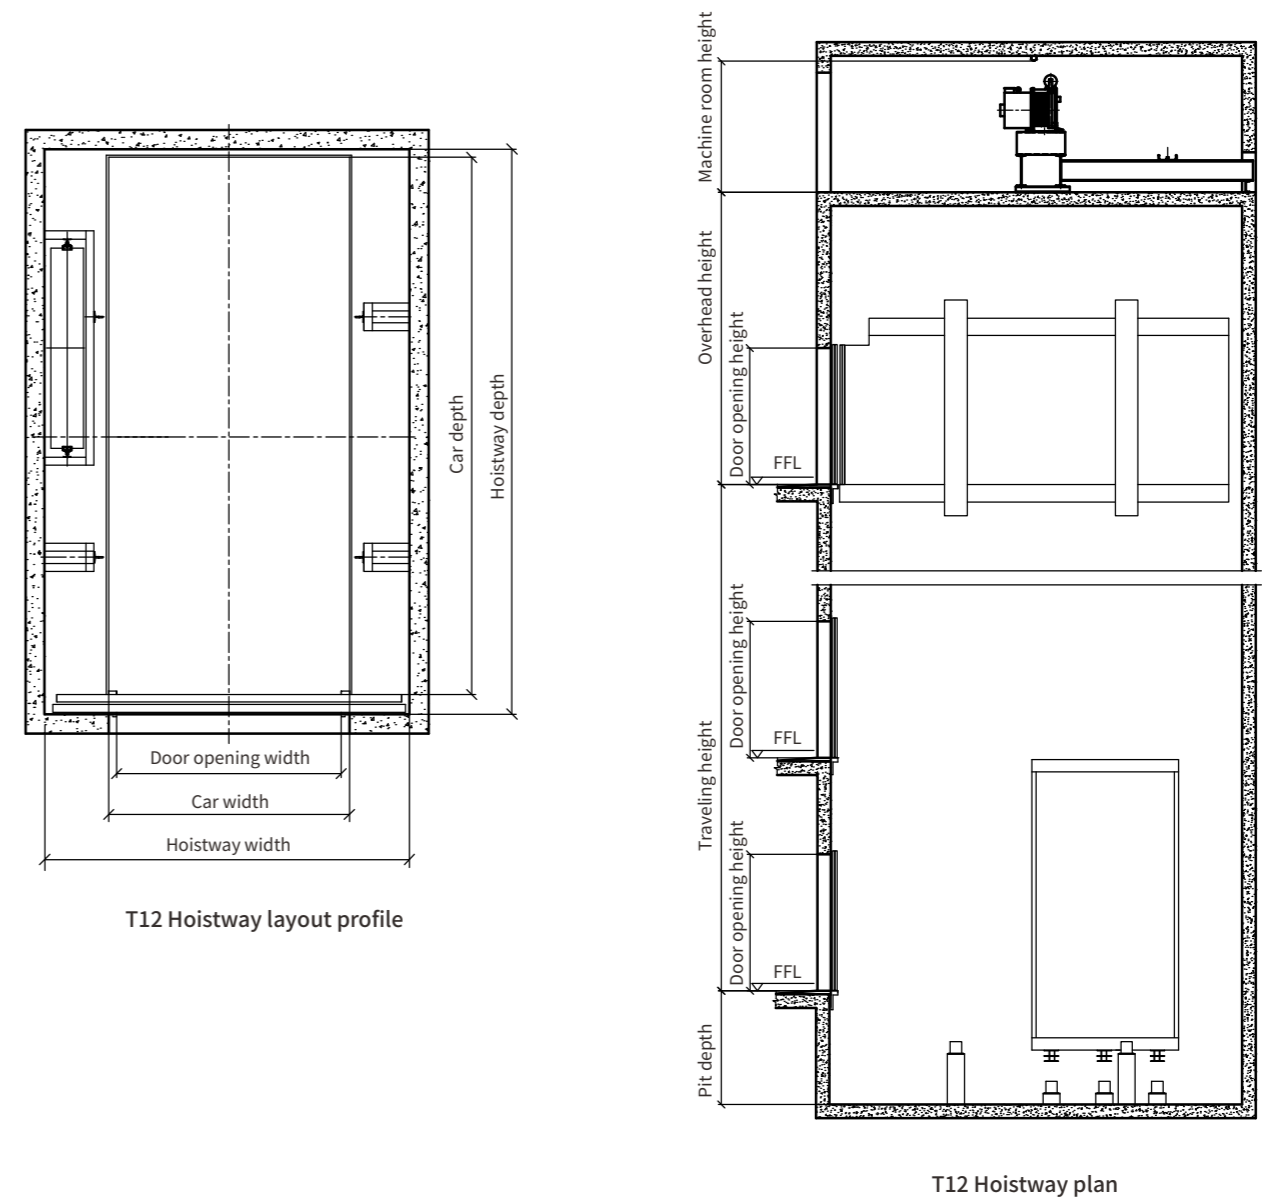 Car depth
Hoistway depth
Door opening width
Car width
Hoistway width
T12 Hoistway layout profile
Machine room height
Overhead height
Door opening height
FFL
Door opening height
FFL
Traveling height
Door opening height
FFL
Pit depth
T12 Hoistway plan